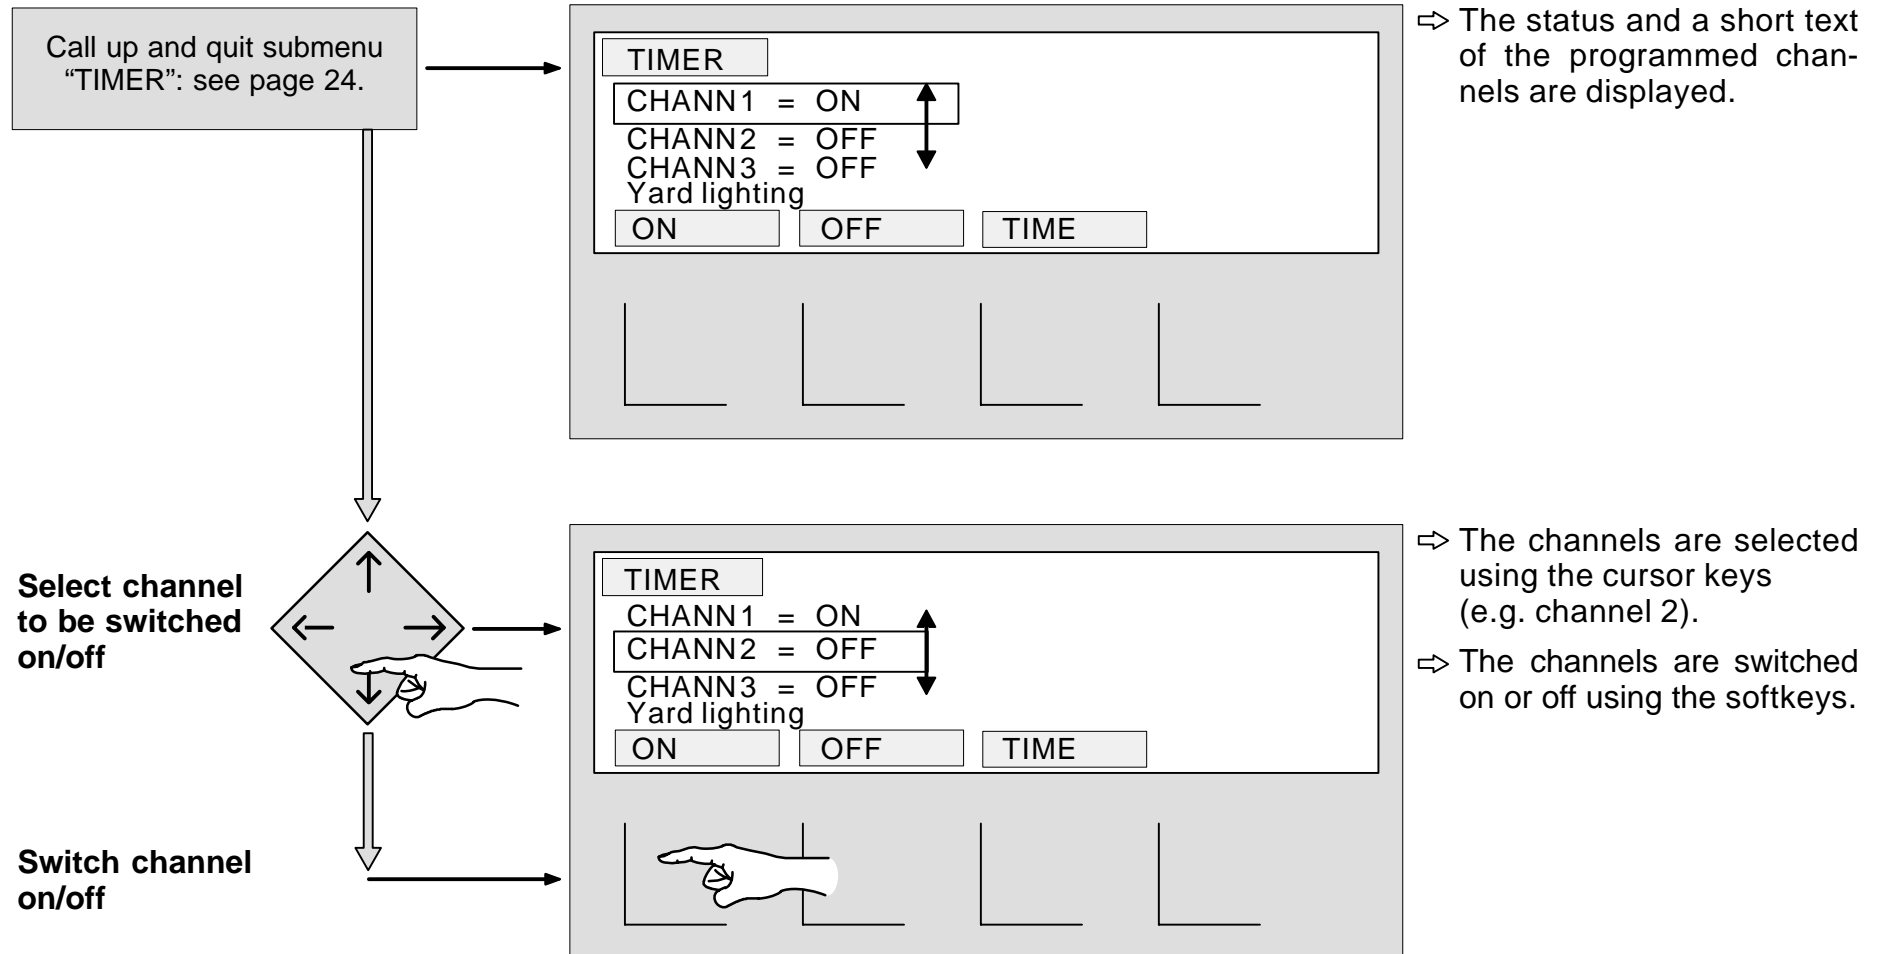 Call up and quit submenu
“TIMER”: see page 24.
TIMER
CHANN1 = ON
CHANN2 = OFF
CHANN3 = OFF
Yard lighting
ON OFF TIME
⇨ The status and a short text
of the programmed chan-
nels are displayed.
Select channel
to be switched
on/off
TIMER
CHANN1 = ON
CHANN2 = OFF
CHANN3 = OFF
Yard lighting
ON OFF TIME
⇨ The channels are selected
using the cursor keys
(e.g. channel 2).
⇨ The channels are switched
on or off using the softkeys.
Switch channel
on/off